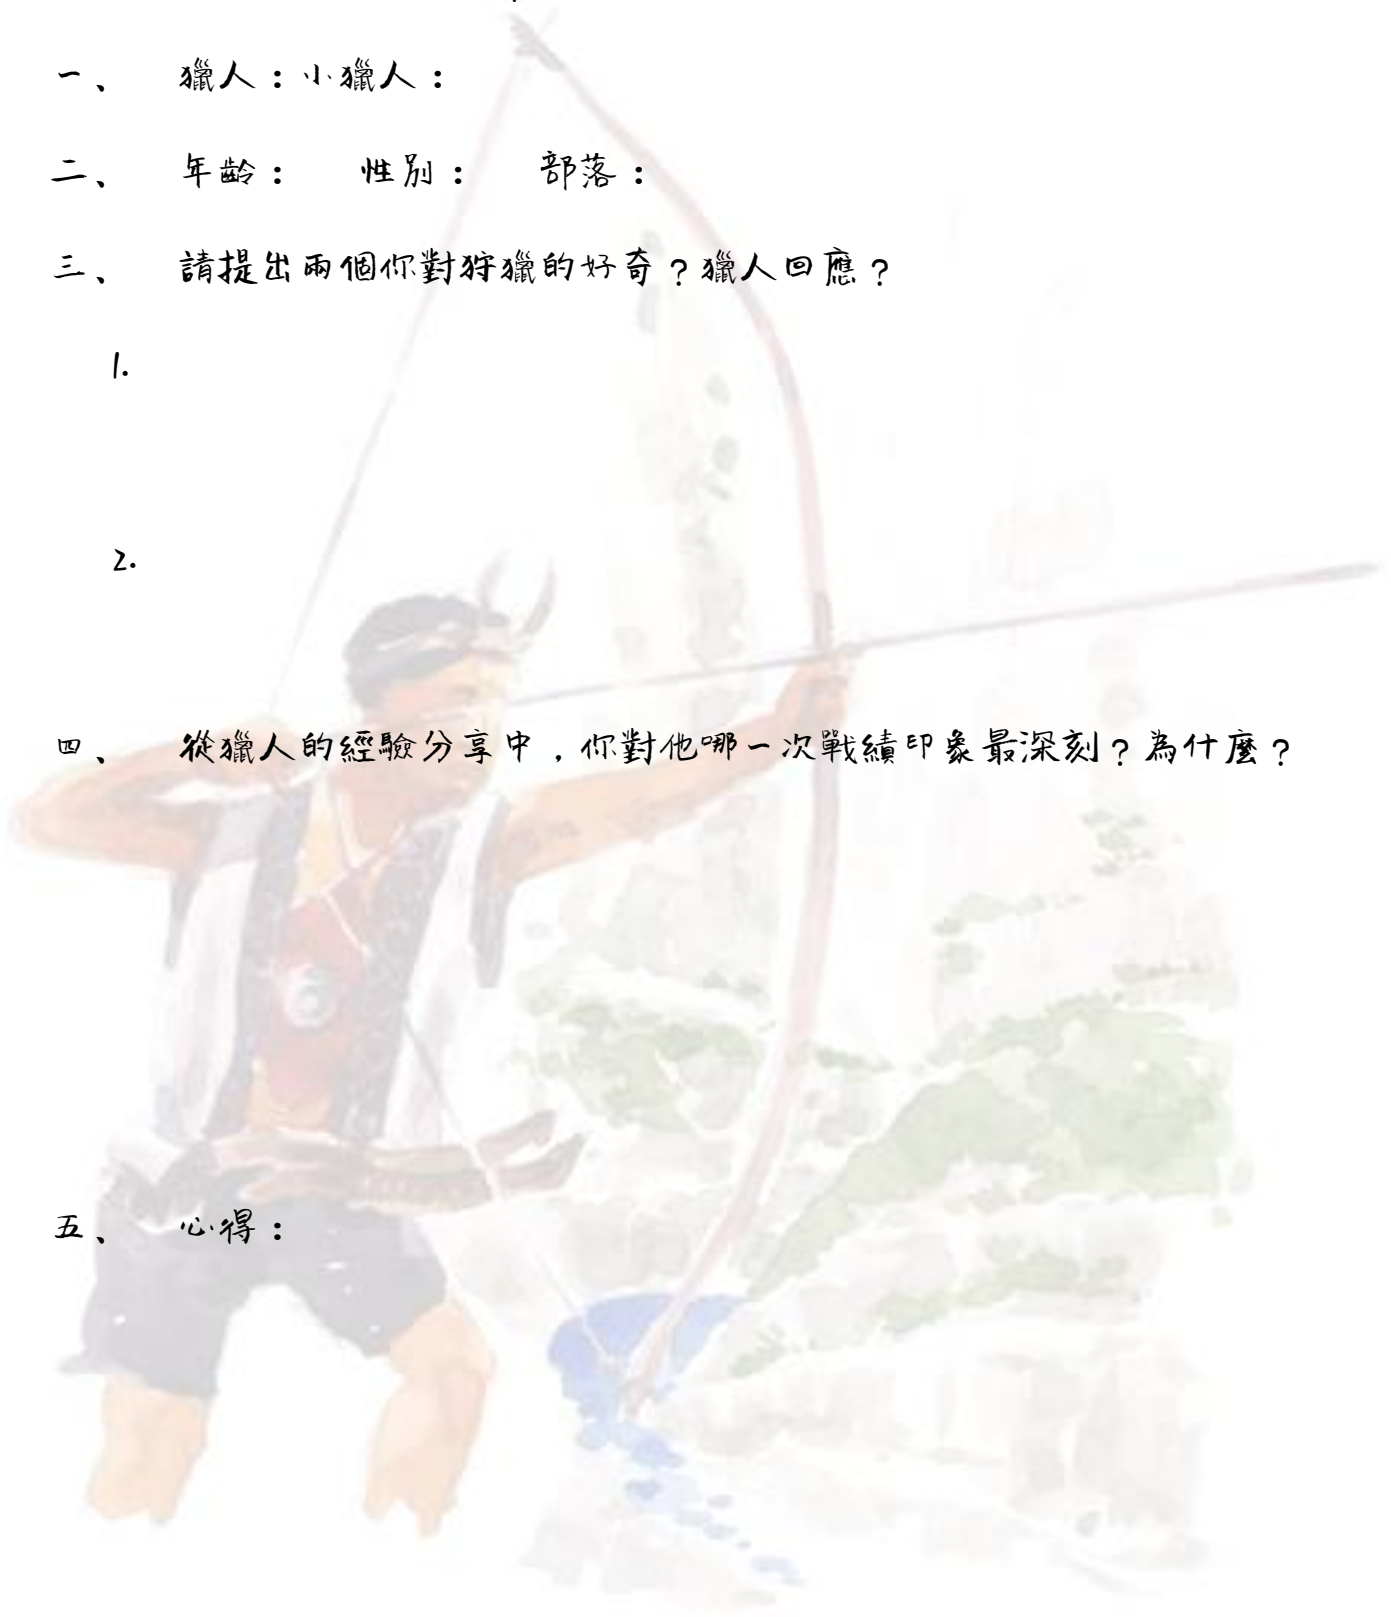 一、 獵人：小獵人：
二、 年齡： 性別： 部落：
三、 請提出兩個你對狩獵的好奇？獵人回應？
1.
2.
四、 從獵人的經驗分享中，你對他哪一次戰績印象最深刻？為什麼？
五、 心得：